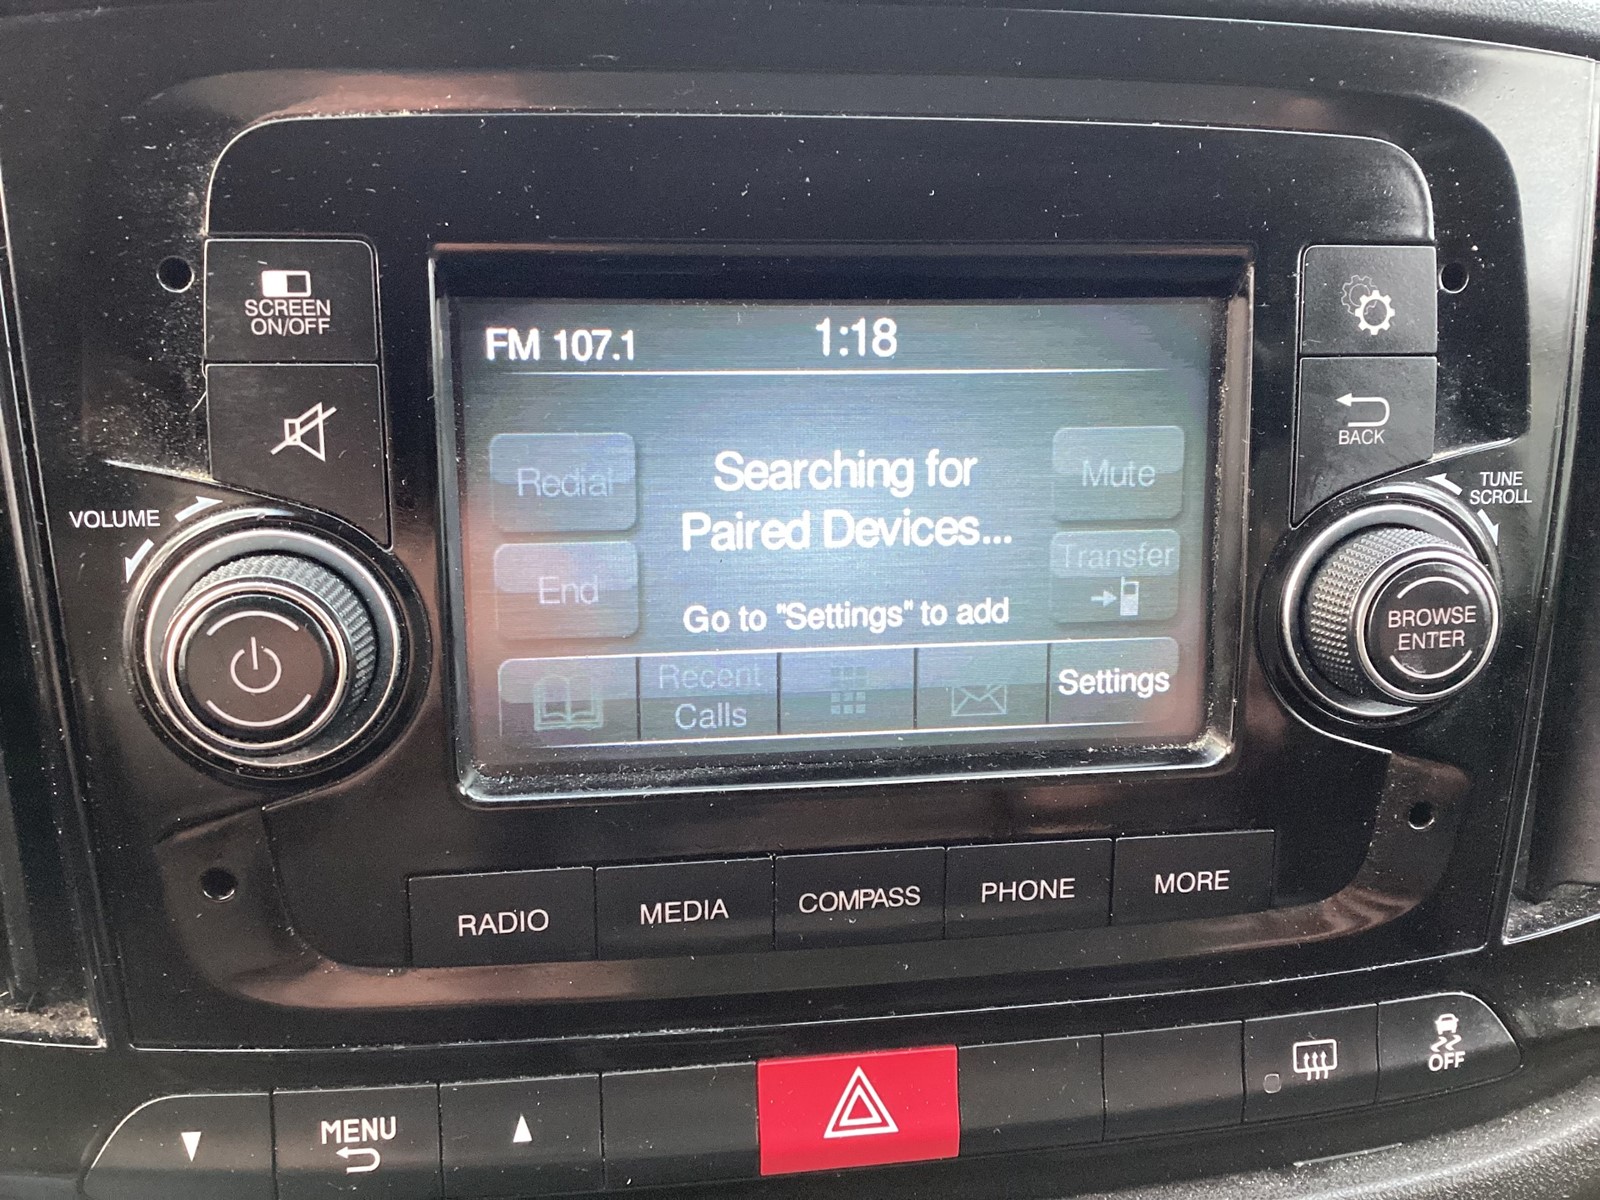 SCREEN
ON/OFF
VOLUME
FM 107.1
1:18
Redial
Searching for
Paired Devices...
Mute
End
Transfer
Go to "Settings" to add
Recent
Calls
Settings
BACK
TUNE
SCROLL
BROWSE
ENTER
RADIO
MEDIA
COMPASS
PHONE
MORE
MENU
OFF